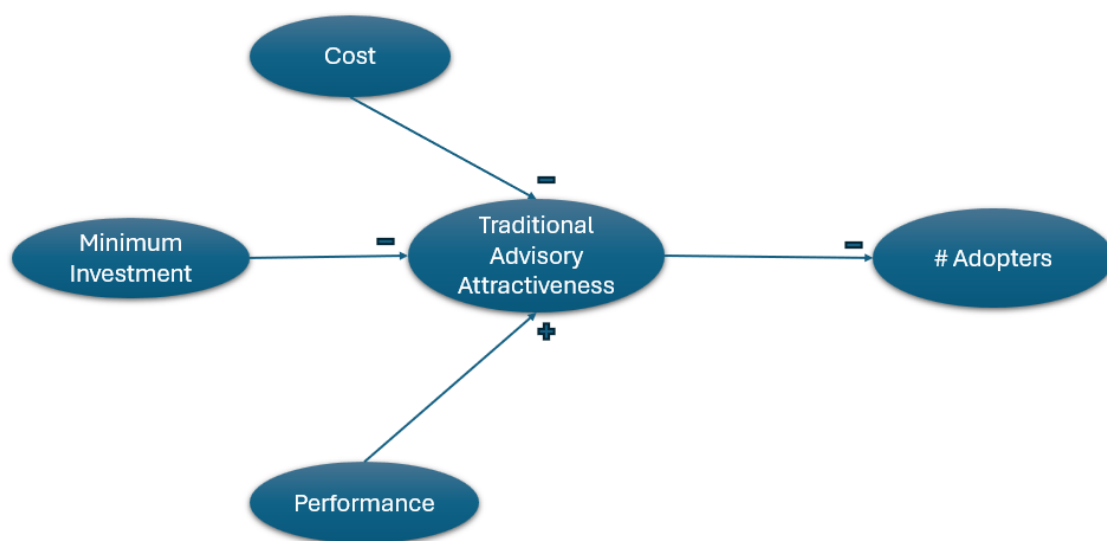 Cost
−
Minimum
Investment
−
Traditional
Advisory
Attractiveness
−
# Adopters
+
Performance